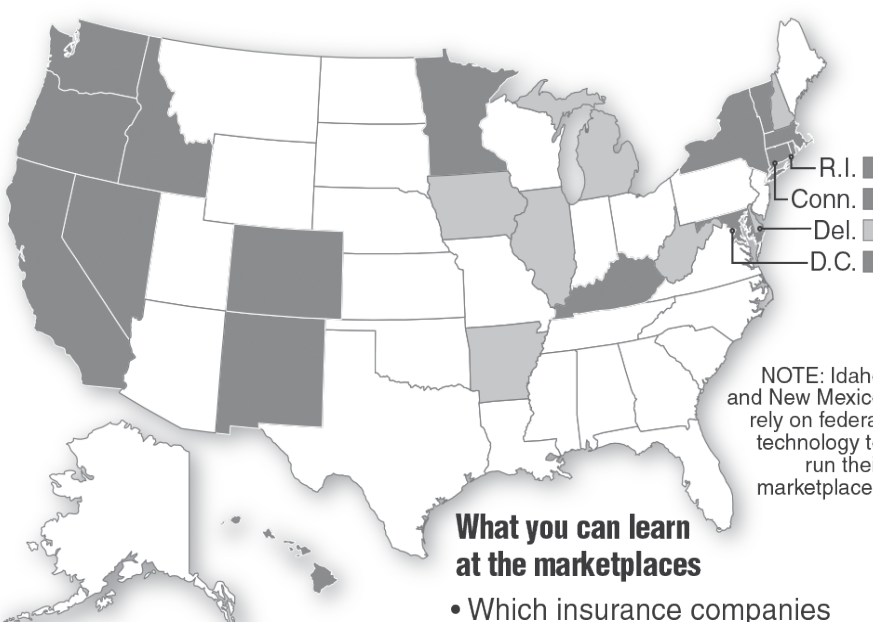 R.I.
Conn.
Del.
D.C.
NOTE: Idah
and New Mexic
rely on federa
technology t
run thei
marketplace
What you can learn
at the marketplaces
• Which insurance companies